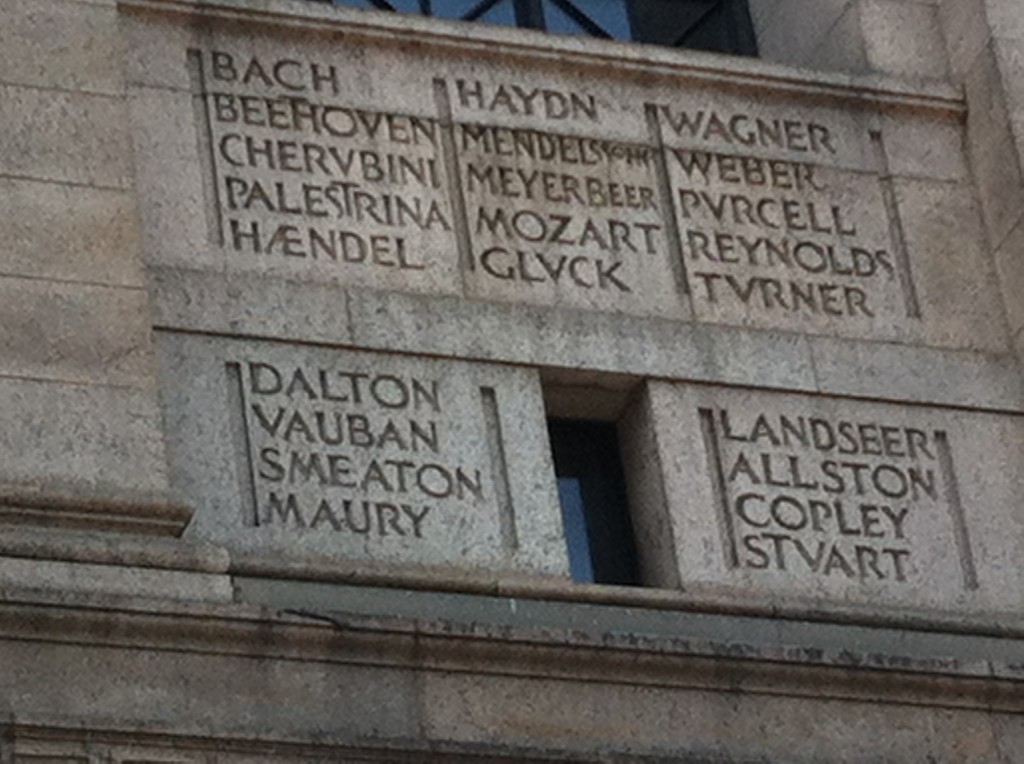 BACH
BEETHOVEN
CHERVBINI
PALESTRINA
HÆNDEL
HAYDN
MENDELSSOHN
MEYERBEER
MOZART
GLVCK
WAGNER
WEBER
PVRCELL
REYNOLDS
TVRNER
DALTON
VAUBAN
SMEATON
MAURY
LANDSEER
ALLSTON
COPLEY
STVART